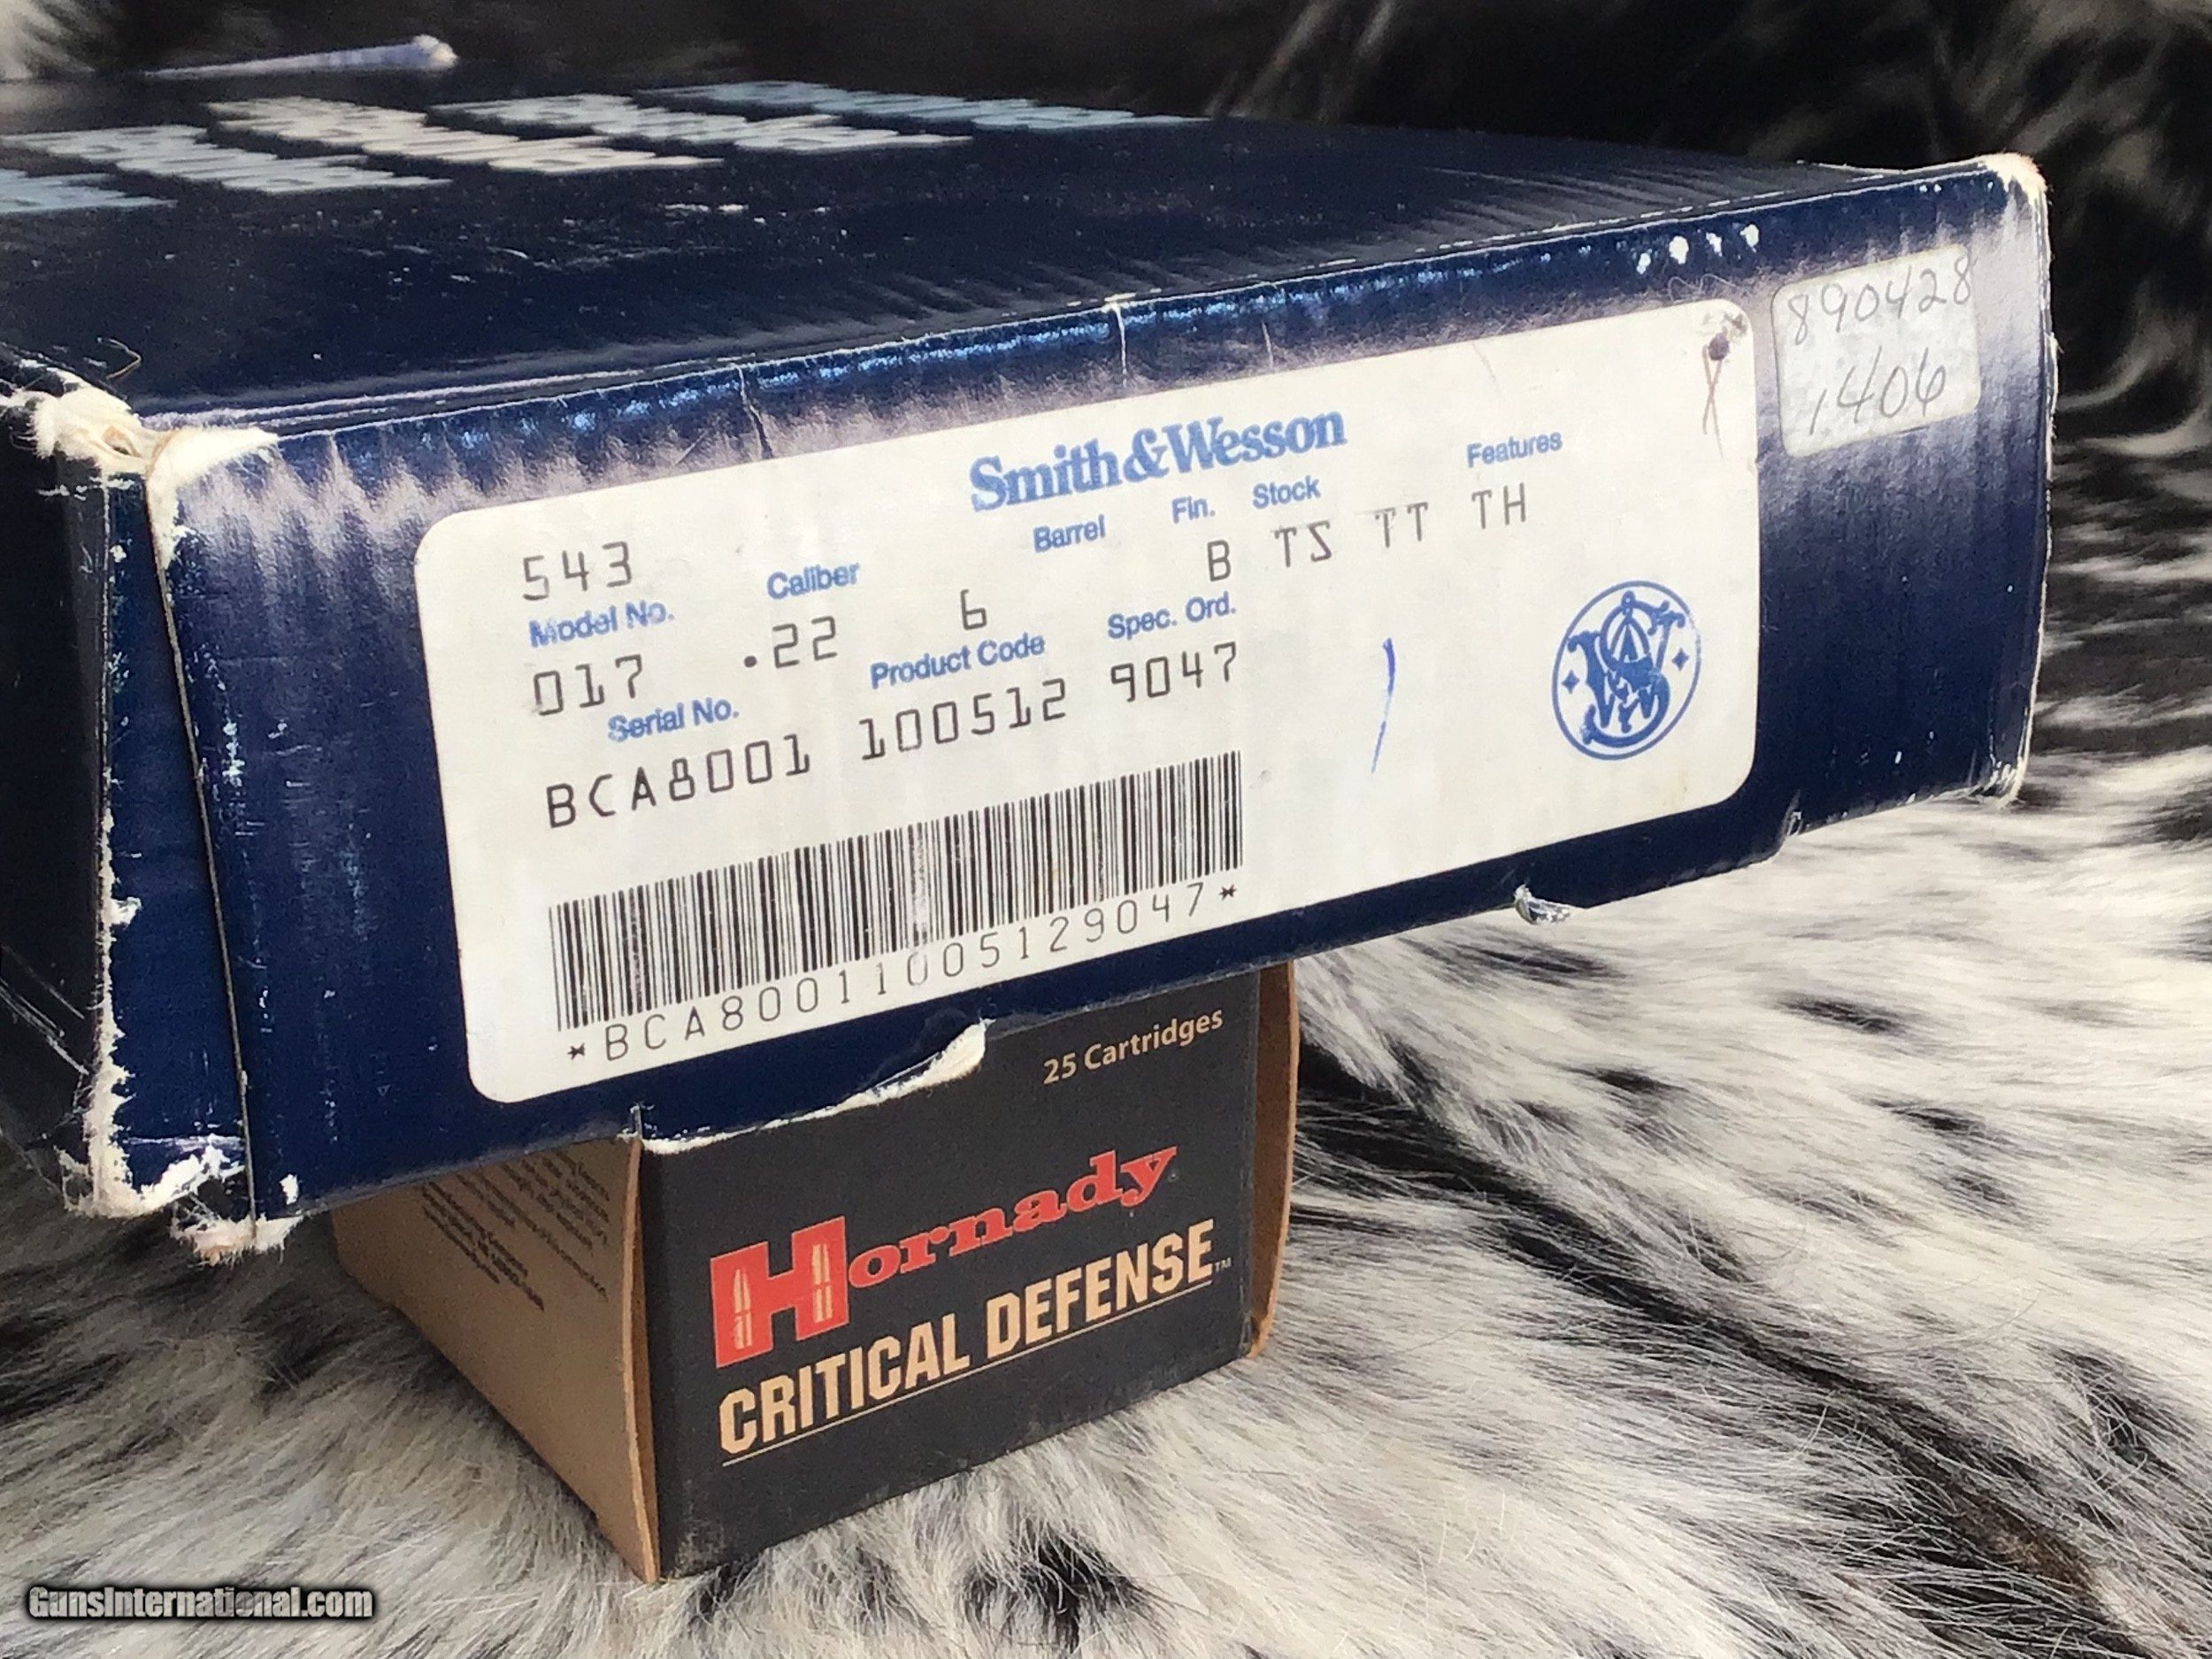 890428
1406
Smith & Wesson
543 Barrel Fin. Stock Features
Model No. Caliber 6 B TS TT TH
017 .22 Product Code Spec. Ord.
Serial No.
BCA8001 100512 9047
*BCA80011005129047*
25 Cartridges
Hornady
CRITICAL DEFENSE™
GunsInternational.com